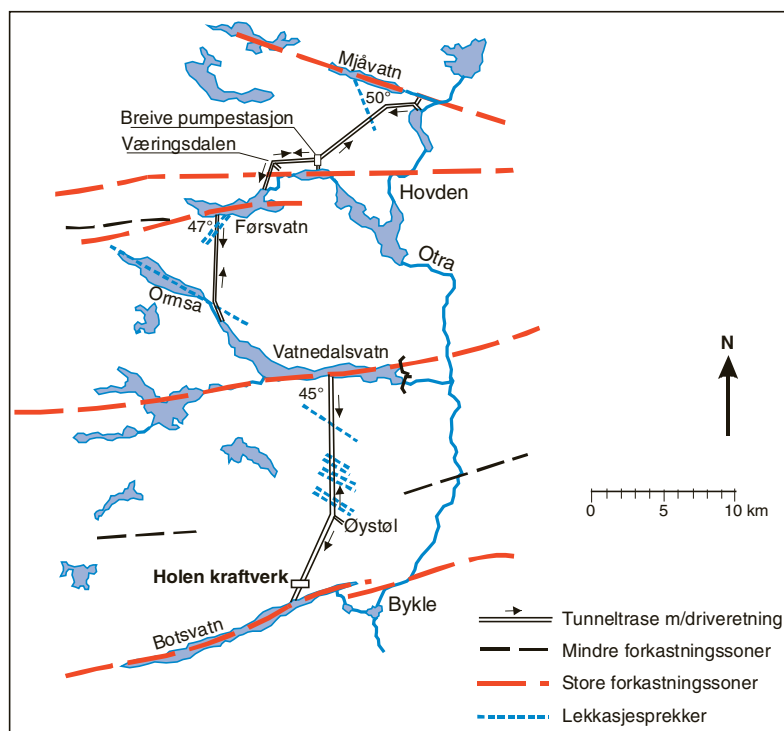 Mjåvatn
50°
Breive pumpestasjon
Væringsdalen
Hovden
47°
Førsvatn
Otra
Ormsa
Vatnedalsvatn
N
45°
0 5 10 km
Øystøl
Holen kraftverk
Bykle
Botsvatn
Tunneltrase m/driveretning
Mindre forkastningssoner
Store forkastningssoner
Lekkasjesprekker